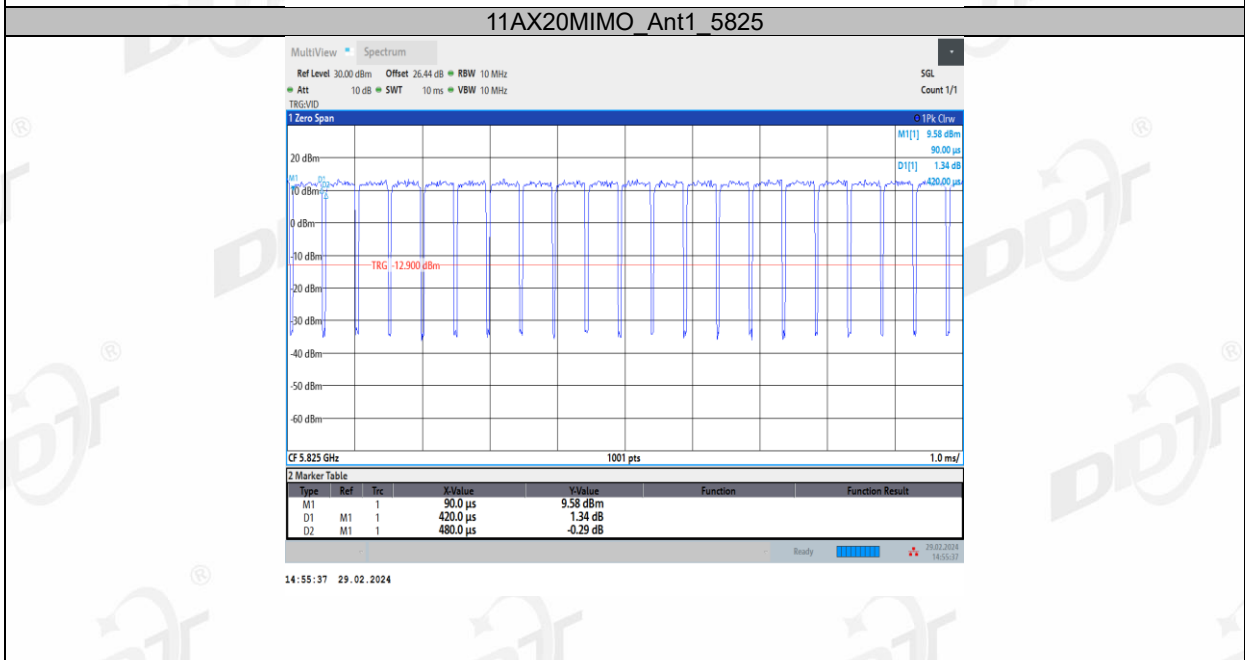 11AX20MIMO_Ant1_5825
MultiView Spectrum
Ref Level 30.00 dBm Offset 26.44 dB RBW 10 MHz SGL
Att 10 dB SWT 10 ms VBW 10 MHz Count 1/1
TRG:VID
1 Zero Span 1Pk Clrw
M1[1] 9.58 dBm
90.00 µs
D1[1] 1.34 dB
420.00 µs
20 dBm
M1 D1
10 dBm
0 dBm
-10 dBm
TRG -12.900 dBm
-20 dBm
-30 dBm
-40 dBm
-50 dBm
-60 dBm
CF 5.825 GHz 1001 pts 1.0 ms/
2 Marker Table
Type Ref Trc X-Value Y-Value Function Function Result
M1 1 90.0 µs 9.58 dBm
D1 M1 1 420.0 µs 1.34 dB
D2 M1 1 480.0 µs -0.29 dB
Ready 29.02.2024
14:55:37
14:55:37 29.02.2024
DDT ®